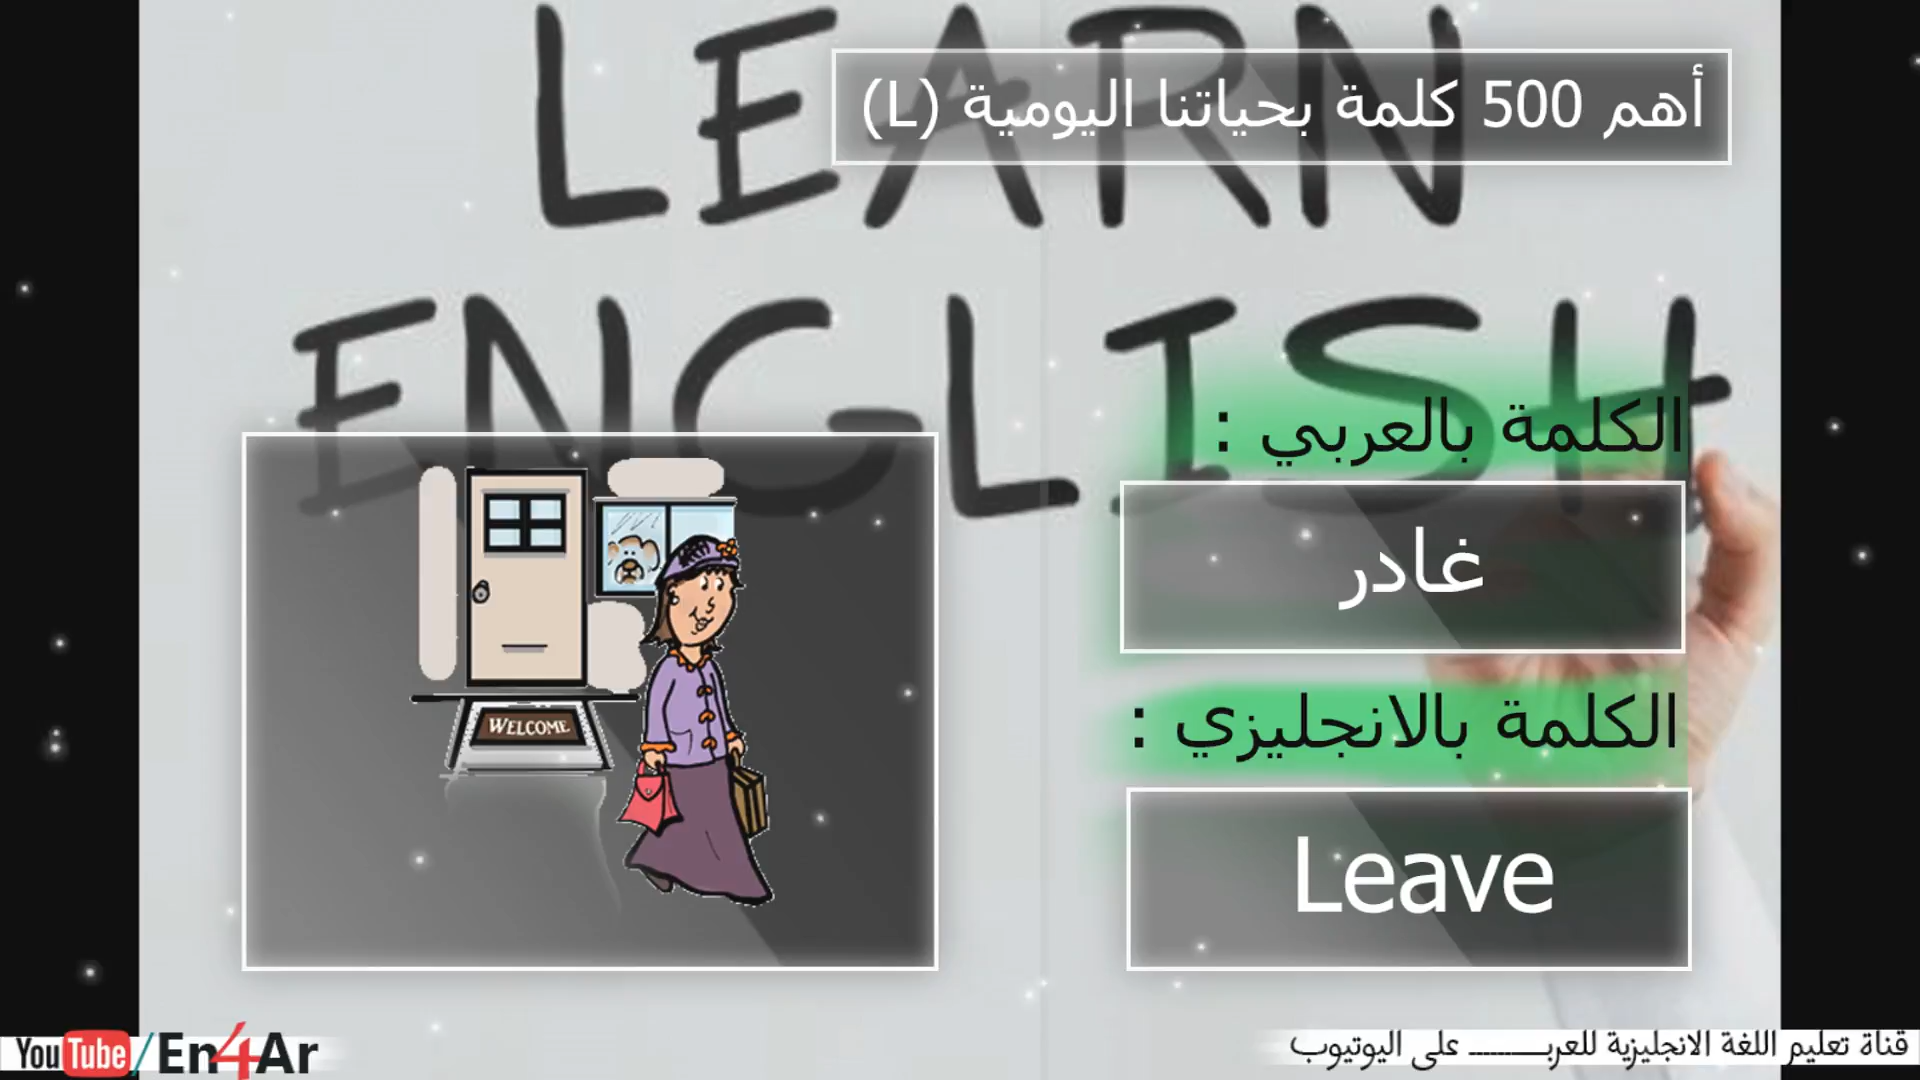 LEARN
ENGLISH
أهم 500 كلمة بحياتنا اليومية (L)
الكلمة بالعربي :
غادر
الكلمة بالانجليزي :
Leave
WELCOME
YouTube/En4Ar
قناة تعليم اللغة الانجليزية للعربــــــــــ على اليوتيوب